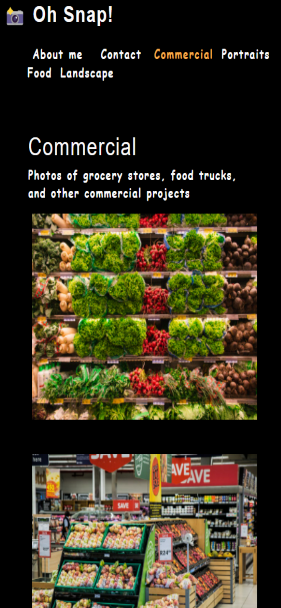 Oh Snap!
About me Contact Commercial Portraits
Food Landscape
Commercial
Photos of grocery stores, food trucks,
and other commercial projects
SAVE
SAVE
SAVE
SAVE